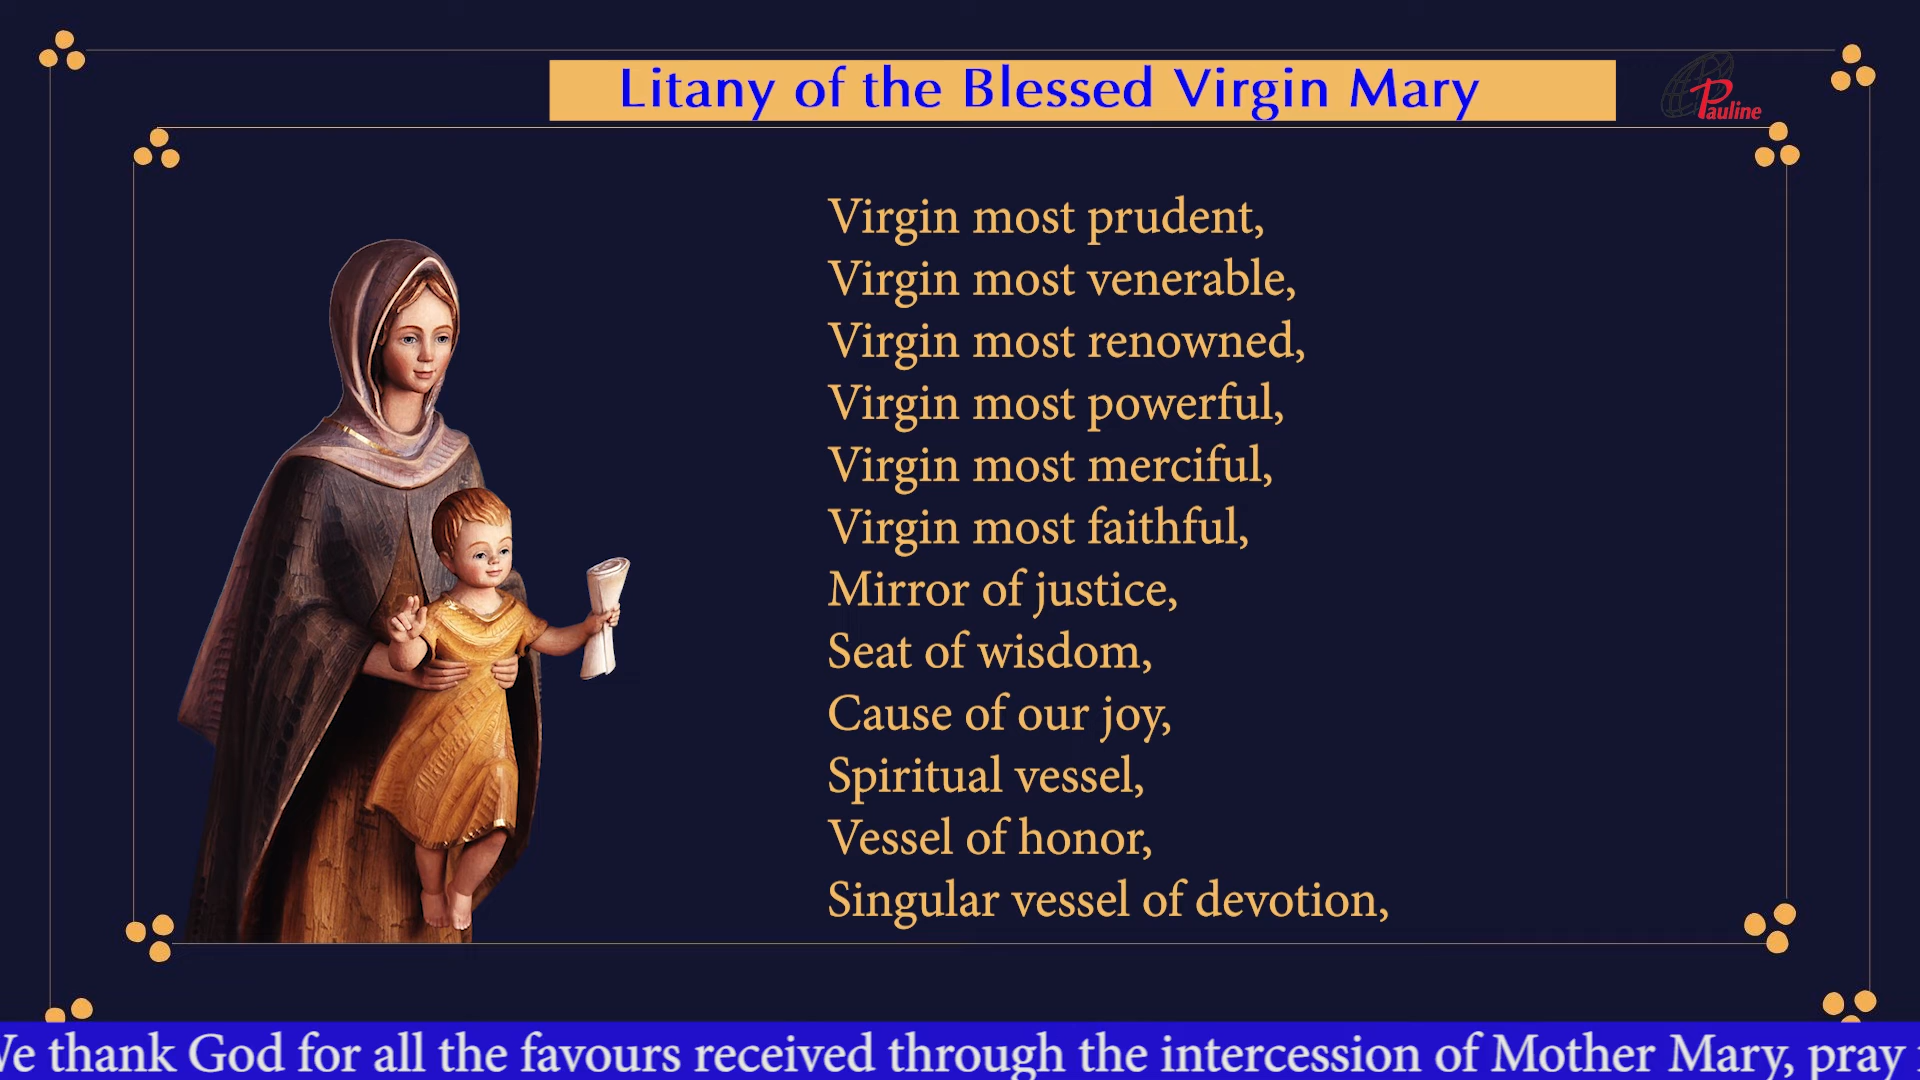 Litany of the Blessed Virgin Mary
Pauline
Virgin most prudent,
Virgin most venerable,
Virgin most renowned,
Virgin most powerful,
Virgin most merciful,
Virgin most faithful,
Mirror of justice,
Seat of wisdom,
Cause of our joy,
Spiritual vessel,
Vessel of honor,
Singular vessel of devotion,
We thank God for all the favours received through the intercession of Mother Mary, pray